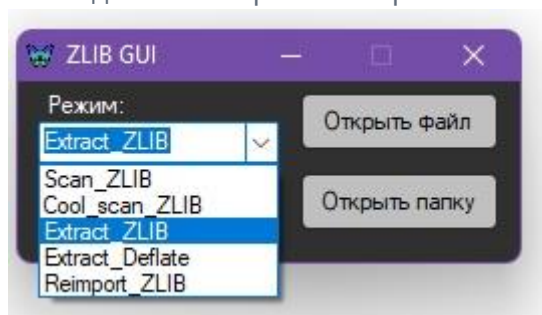 ZLIB GUI
Режим:
Extract_ZLIB
Открыть файл
Scan_ZLIB
Cool_scan_ZLIB
Extract_ZLIB
Extract_Deflate
Reimport_ZLIB
Открыть папку